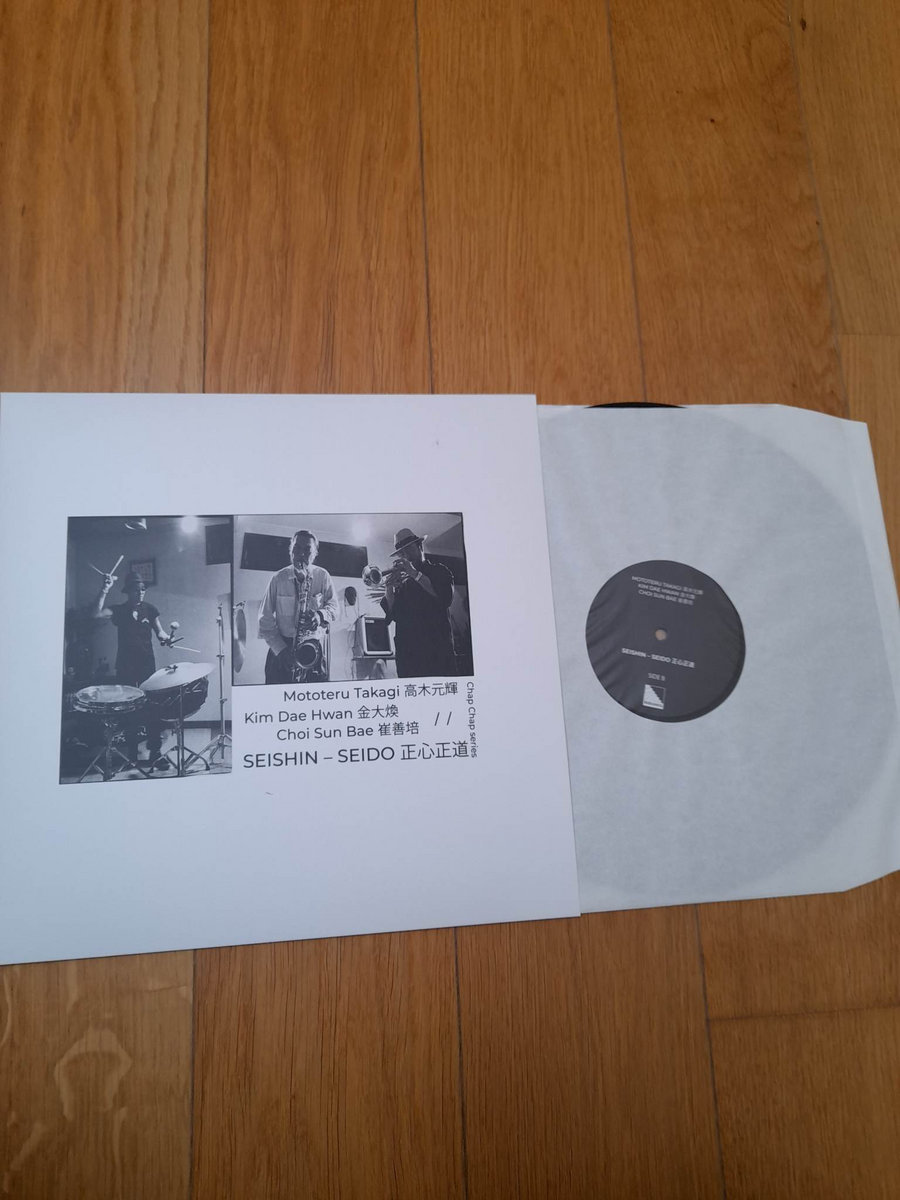 Mototeru Takagi 高木元輝
Kim Dae Hwan 金大煥
Choi Sun Bae 崔善培
//
SEISHIN – SEIDO 正心正道
Chap Chap series
MOTOTERU TAKAGI 高木元輝
KIM DAE HWAN 金大煥
CHOI SUN BAE 崔善培
SEISHIN – SEIDO 正心正道
SIDE B